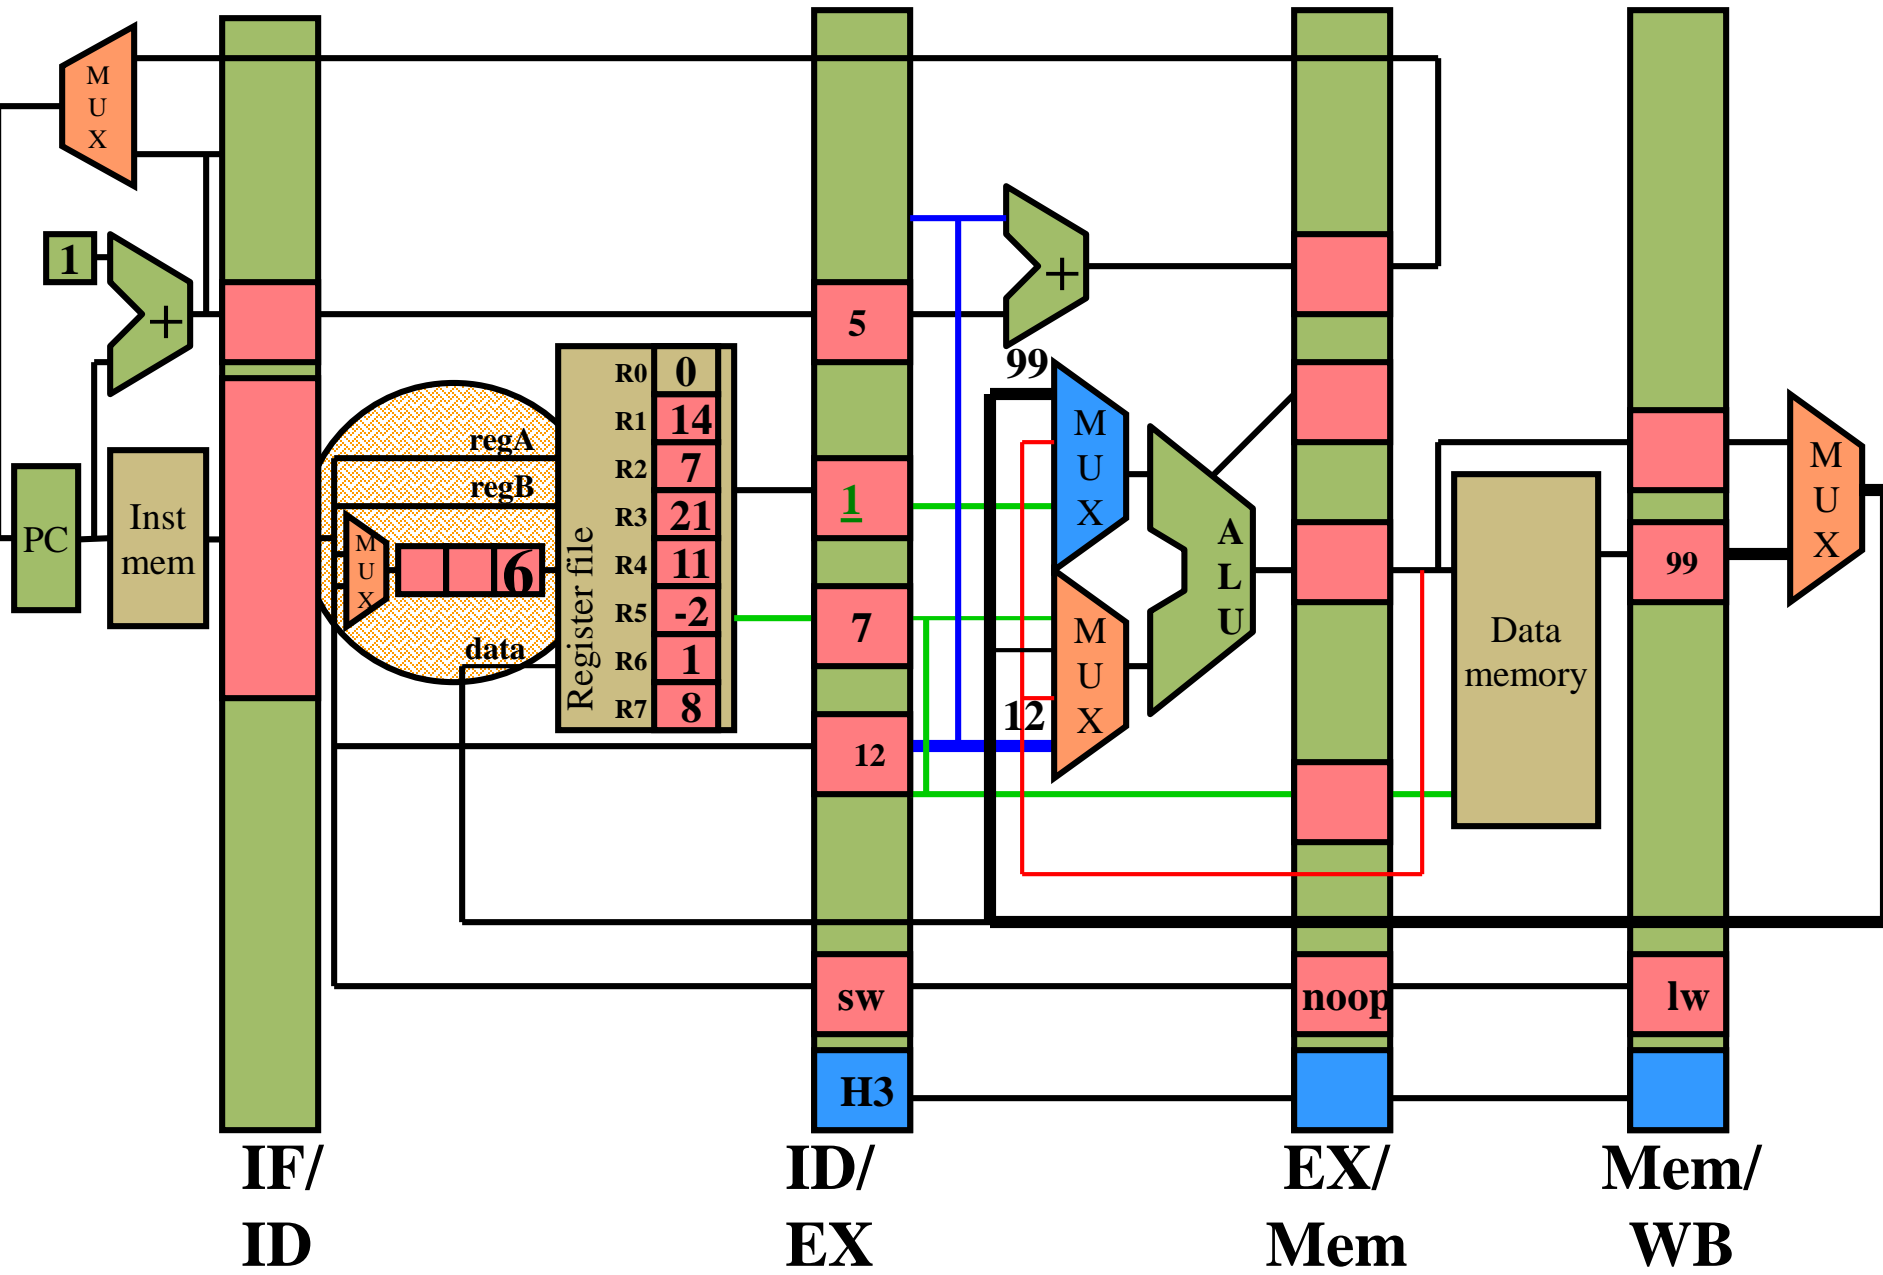 M
U
X
1
+
PC
Inst
mem
regA
regB
M
U
X
6
data
Register file
R0 0
R1 14
R2 7
R3 21
R4 11
R5 -2
R6 1
R7 8
5
1
7
12
sw
H3
+
99
M
U
X
M
U
X
12
A
L
U
noop
Data
memory
99
lw
M
U
X
IF/
ID
ID/
EX
EX/
Mem
Mem/
WB